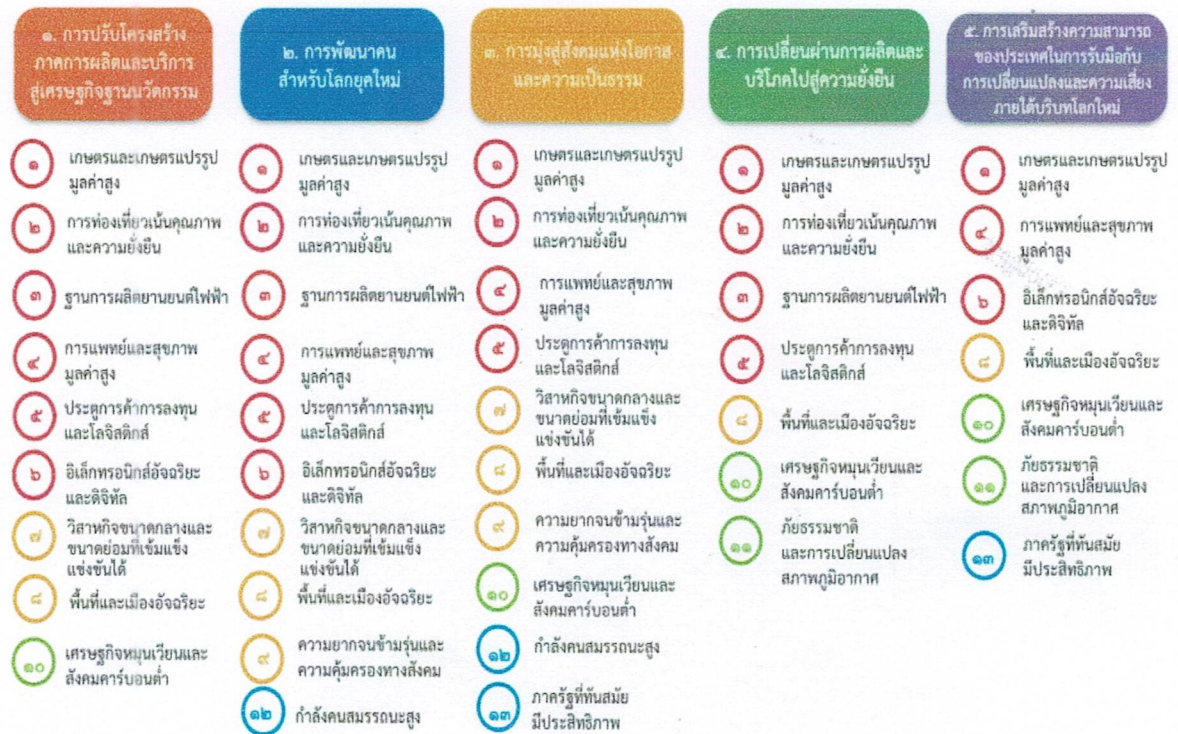 ๑. การปรับโครงสร้าง
ภาคการผลิตและบริการ
สู่เศรษฐกิจฐานนวัตกรรม
๑
เกษตรและเกษตรแปรรูป
มูลค่าสูง
๒
การท่องเที่ยวเน้นคุณภาพ
และความยั่งยืน
๓
ฐานการผลิตยานยนต์ไฟฟ้า
๔
การแพทย์และสุขภาพ
มูลค่าสูง
๕
ประตูการค้าการลงทุน
และโลจิสติกส์
๖
อิเล็กทรอนิกส์อัจฉริยะ
และดิจิทัล
๗
วิสาหกิจขนาดกลางและ
ขนาดย่อมที่เข้มแข็ง
แข่งขันได้
๘
พื้นที่และเมืองอัจฉริยะ
๑๐
เศรษฐกิจหมุนเวียนและ
สังคมคาร์บอนต่ำ
๒. การพัฒนาคน
สำหรับโลกยุคใหม่
๑
เกษตรและเกษตรแปรรูป
มูลค่าสูง
๒
การท่องเที่ยวเน้นคุณภาพ
และความยั่งยืน
๓
ฐานการผลิตยานยนต์ไฟฟ้า
๔
การแพทย์และสุขภาพ
มูลค่าสูง
๕
ประตูการค้าการลงทุน
และโลจิสติกส์
๖
อิเล็กทรอนิกส์อัจฉริยะ
และดิจิทัล
๗
วิสาหกิจขนาดกลางและ
ขนาดย่อมที่เข้มแข็ง
แข่งขันได้
๘
พื้นที่และเมืองอัจฉริยะ
๙
ความยากจนข้ามรุ่นและ
ความคุ้มครองทางสังคม
๑๒
กำลังคนสมรรถนะสูง
๓. การมุ่งสู่สังคมแห่งโอกาส
และความเป็นธรรม
๑
เกษตรและเกษตรแปรรูป
มูลค่าสูง
๒
การท่องเที่ยวเน้นคุณภาพ
และความยั่งยืน
๔
การแพทย์และสุขภาพ
มูลค่าสูง
๕
ประตูการค้าการลงทุน
และโลจิสติกส์
๗
วิสาหกิจขนาดกลางและ
ขนาดย่อมที่เข้มแข็ง
แข่งขันได้
๘
พื้นที่และเมืองอัจฉริยะ
๙
ความยากจนข้ามรุ่นและ
ความคุ้มครองทางสังคม
๑๐
เศรษฐกิจหมุนเวียนและ
สังคมคาร์บอนต่ำ
๑๒
กำลังคนสมรรถนะสูง
๑๓
ภาครัฐที่ทันสมัย
มีประสิทธิภาพ
๔. การเปลี่ยนผ่านการผลิตและ
บริโภคไปสู่ความยั่งยืน
๑
เกษตรและเกษตรแปรรูป
มูลค่าสูง
๒
การท่องเที่ยวเน้นคุณภาพ
และความยั่งยืน
๓
ฐานการผลิตยานยนต์ไฟฟ้า
๕
ประตูการค้าการลงทุน
และโลจิสติกส์
๘
พื้นที่และเมืองอัจฉริยะ
๑๐
เศรษฐกิจหมุนเวียนและ
สังคมคาร์บอนต่ำ
๑๑
ภัยธรรมชาติ
และการเปลี่ยนแปลง
สภาพภูมิอากาศ
๕. การเสริมสร้างความสามารถ
ของประเทศในการรับมือกับ
การเปลี่ยนแปลงและความเสี่ยง
ภายใต้บริบทโลกใหม่
๑
เกษตรและเกษตรแปรรูป
มูลค่าสูง
๔
การแพทย์และสุขภาพ
มูลค่าสูง
๖
อิเล็กทรอนิกส์อัจฉริยะ
และดิจิทัล
๘
พื้นที่และเมืองอัจฉริยะ
๑๐
เศรษฐกิจหมุนเวียนและ
สังคมคาร์บอนต่ำ
๑๑
ภัยธรรมชาติ
และการเปลี่ยนแปลง
สภาพภูมิอากาศ
๑๓
ภาครัฐที่ทันสมัย
มีประสิทธิภาพ